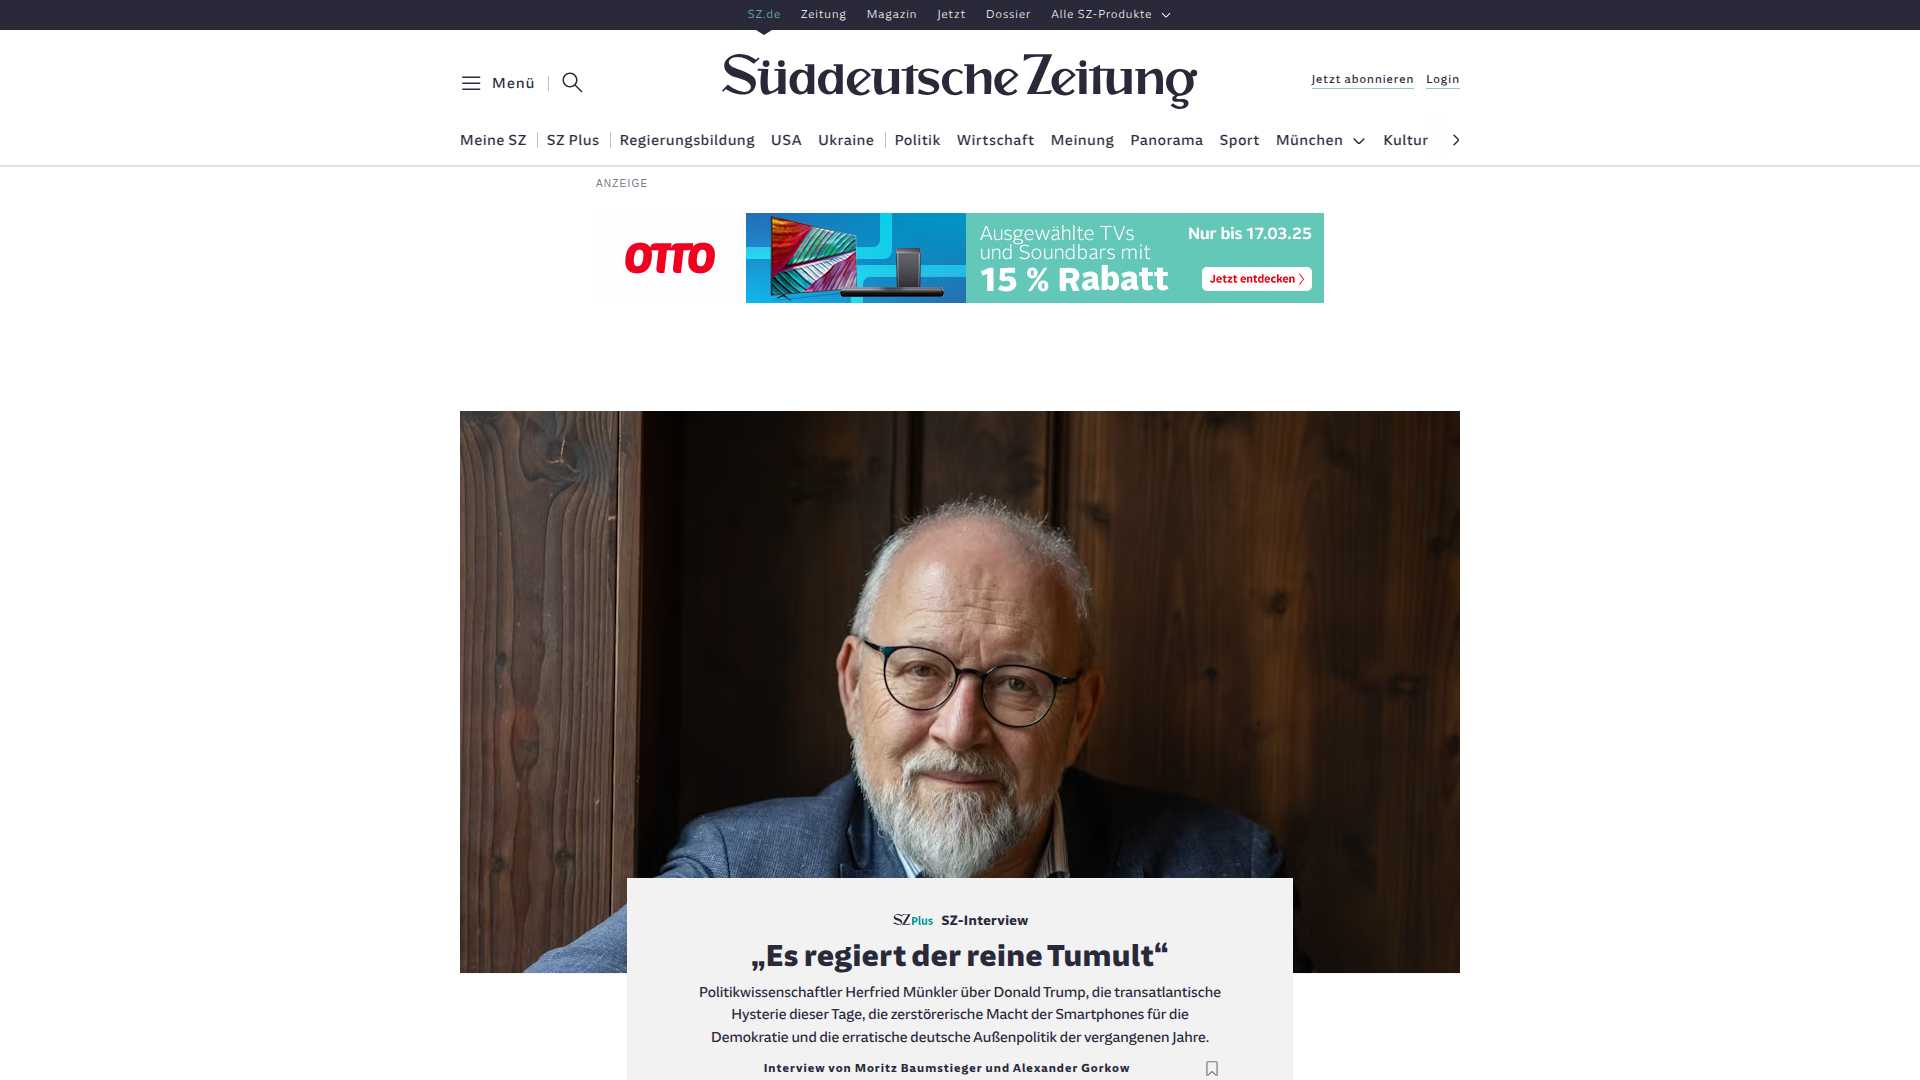 SZ.de Zeitung Magazin Jetzt Dossier Alle SZ-Produkte
Menü
Süddeutsche Zeitung
Jetzt abonnieren Login
Meine SZ SZ Plus Regierungsbildung USA Ukraine Politik Wirtschaft Meinung Panorama Sport München Kultur
ANZEIGE
OTTO
Ausgewählte TVs
und Soundbars mit
15 % Rabatt
Nur bis 17.03.25
Jetzt entdecken
SZ Plus SZ-Interview
„Es regiert der reine Tumult“
Politikwissenschaftler Herfried Münkler über Donald Trump, die transatlantische
Hysterie dieser Tage, die zerstörerische Macht der Smartphones für die
Demokratie und die erratische deutsche Außenpolitik der vergangenen Jahre.
Interview von Moritz Baumstieger und Alexander Gorkow